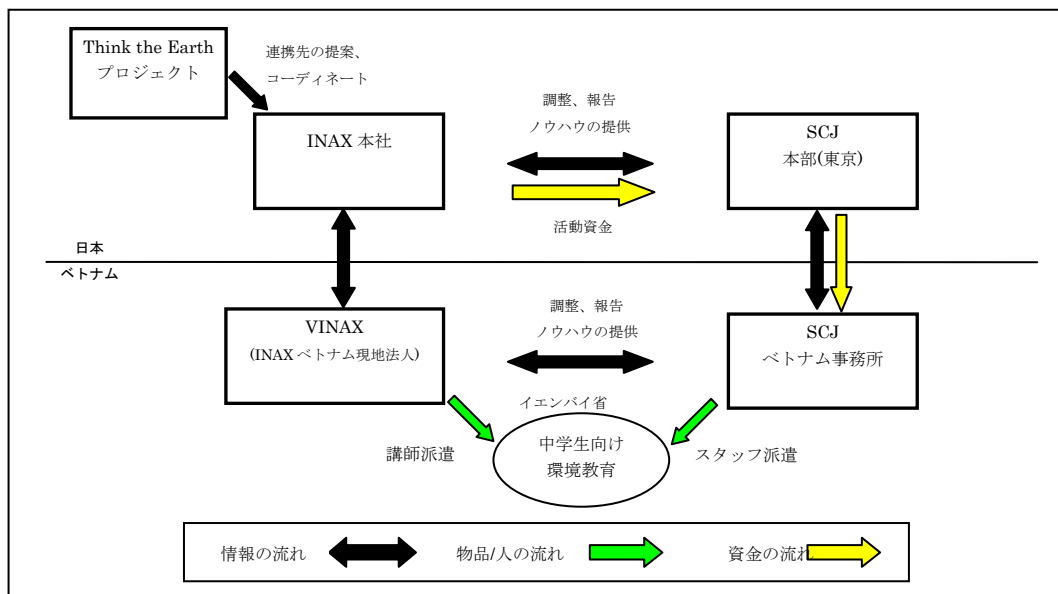 Think the Earth
プロジェクト
連携先の提案、
コーディネート
INAX 本社
調整、報告
ノウハウの提供
活動資金
SCJ
本部(東京)
日本
ベトナム
VINAX
(INAX ベトナム現地法人)
調整、報告
ノウハウの提供
SCJ
ベトナム事務所
イエンバイ省
中学生向け
環境教育
講師派遣
スタッフ派遣
情報の流れ
物品/人の流れ
資金の流れ